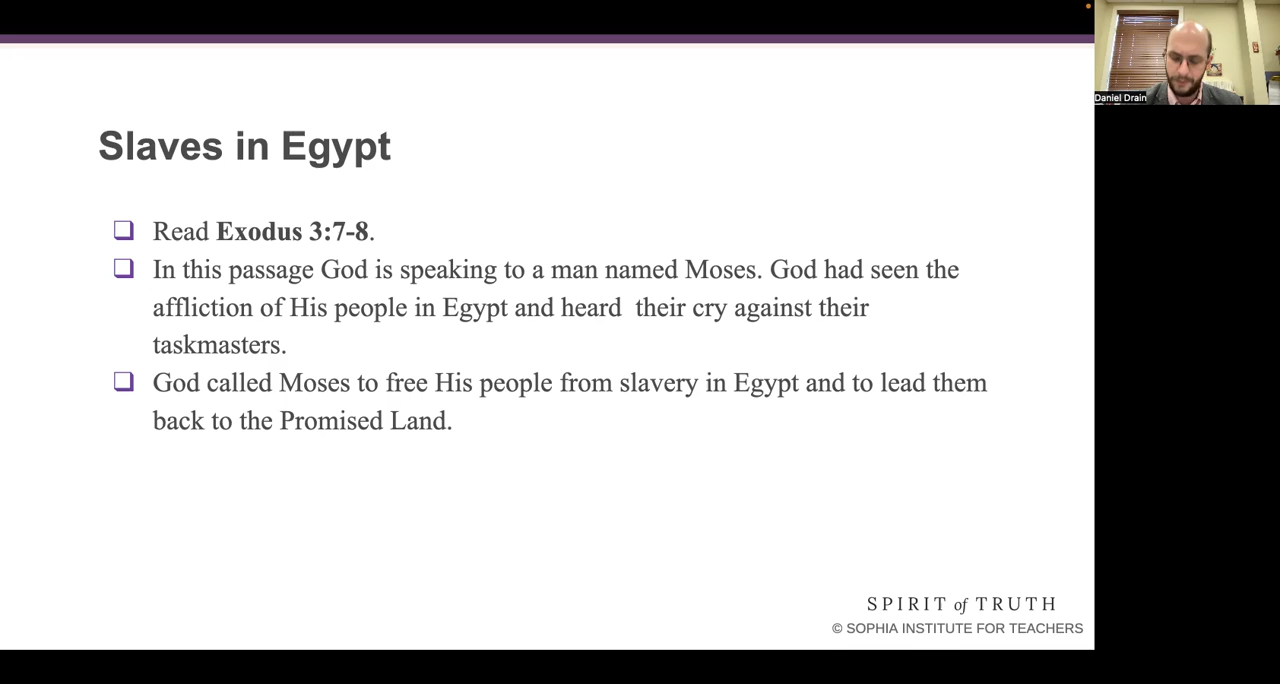 Daniel Drain
Slaves in Egypt
❑ Read Exodus 3:7-8.
❑ In this passage God is speaking to a man named Moses. God had seen the
affliction of His people in Egypt and heard  their cry against their
taskmasters.
❑ God called Moses to free His people from slavery in Egypt and to lead them
back to the Promised Land.
SPIRIT of TRUTH
© SOPHIA INSTITUTE FOR TEACHERS